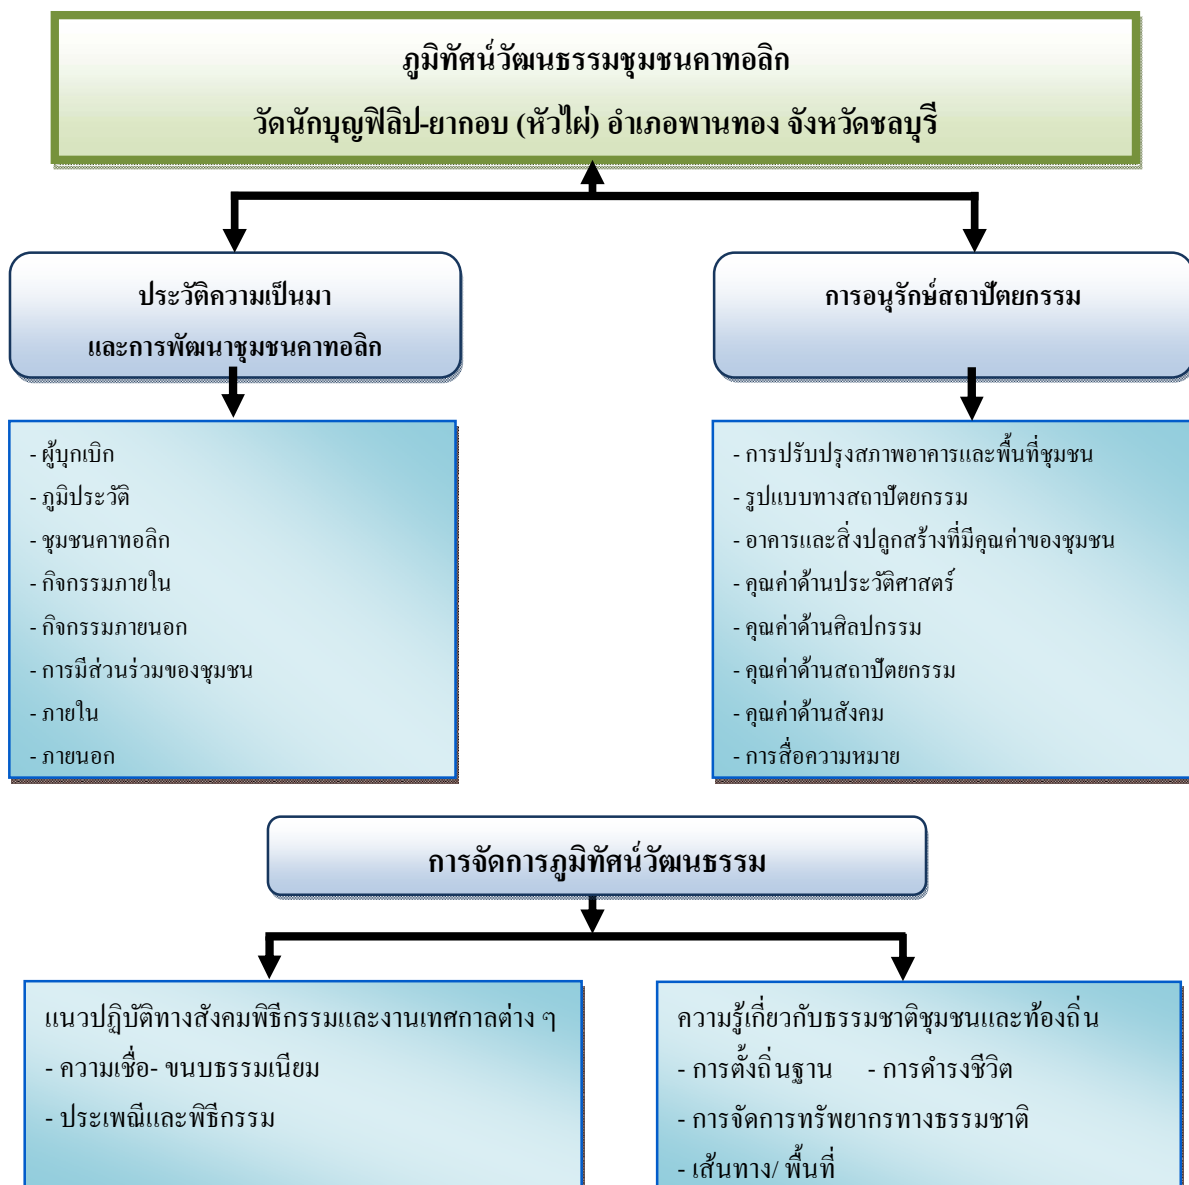 ภูมิทัศน์วัฒนธรรมชุมชนคาทอลิก
วัดนักบุญฟิลิป-ยากอบ (หัวไผ่) อำเภอพานทอง จังหวัดชลบุรี
ประวัติความเป็นมา
และการพัฒนาชุมชนคาทอลิก
- ผู้บุกเบิก
- ภูมิประวัติ
- ชุมชนคาทอลิก
- กิจกรรมภายใน
- กิจกรรมภายนอก
- การมีส่วนร่วมของชุมชน
- ภายใน
- ภายนอก
การอนุรักษ์สถาปัตยกรรม
- การปรับปรุงสภาพอาคารและพื้นที่ชุมชน
- รูปแบบทางสถาปัตยกรรม
- อาคารและสิ่งปลูกสร้างที่มีคุณค่าของชุมชน
- คุณค่าด้านประวัติศาสตร์
- คุณค่าด้านศิลปกรรม
- คุณค่าด้านสถาปัตยกรรม
- คุณค่าด้านสังคม
- การสื่อความหมาย
การจัดการภูมิทัศน์วัฒนธรรม
แนวปฏิบัติทางสังคมพิธีกรรมและงานเทศกาลต่าง ๆ
- ความเชื่อ- ขนบธรรมเนียม
- ประเพณีและพิธีกรรม
ความรู้เกี่ยวกับธรรมชาติชุมชนและท้องถิ่น
- การตั้งถิ่นฐาน - การดำรงชีวิต
- การจัดการทรัพยากรทางธรรมชาติ
- เส้นทาง/ พื้นที่